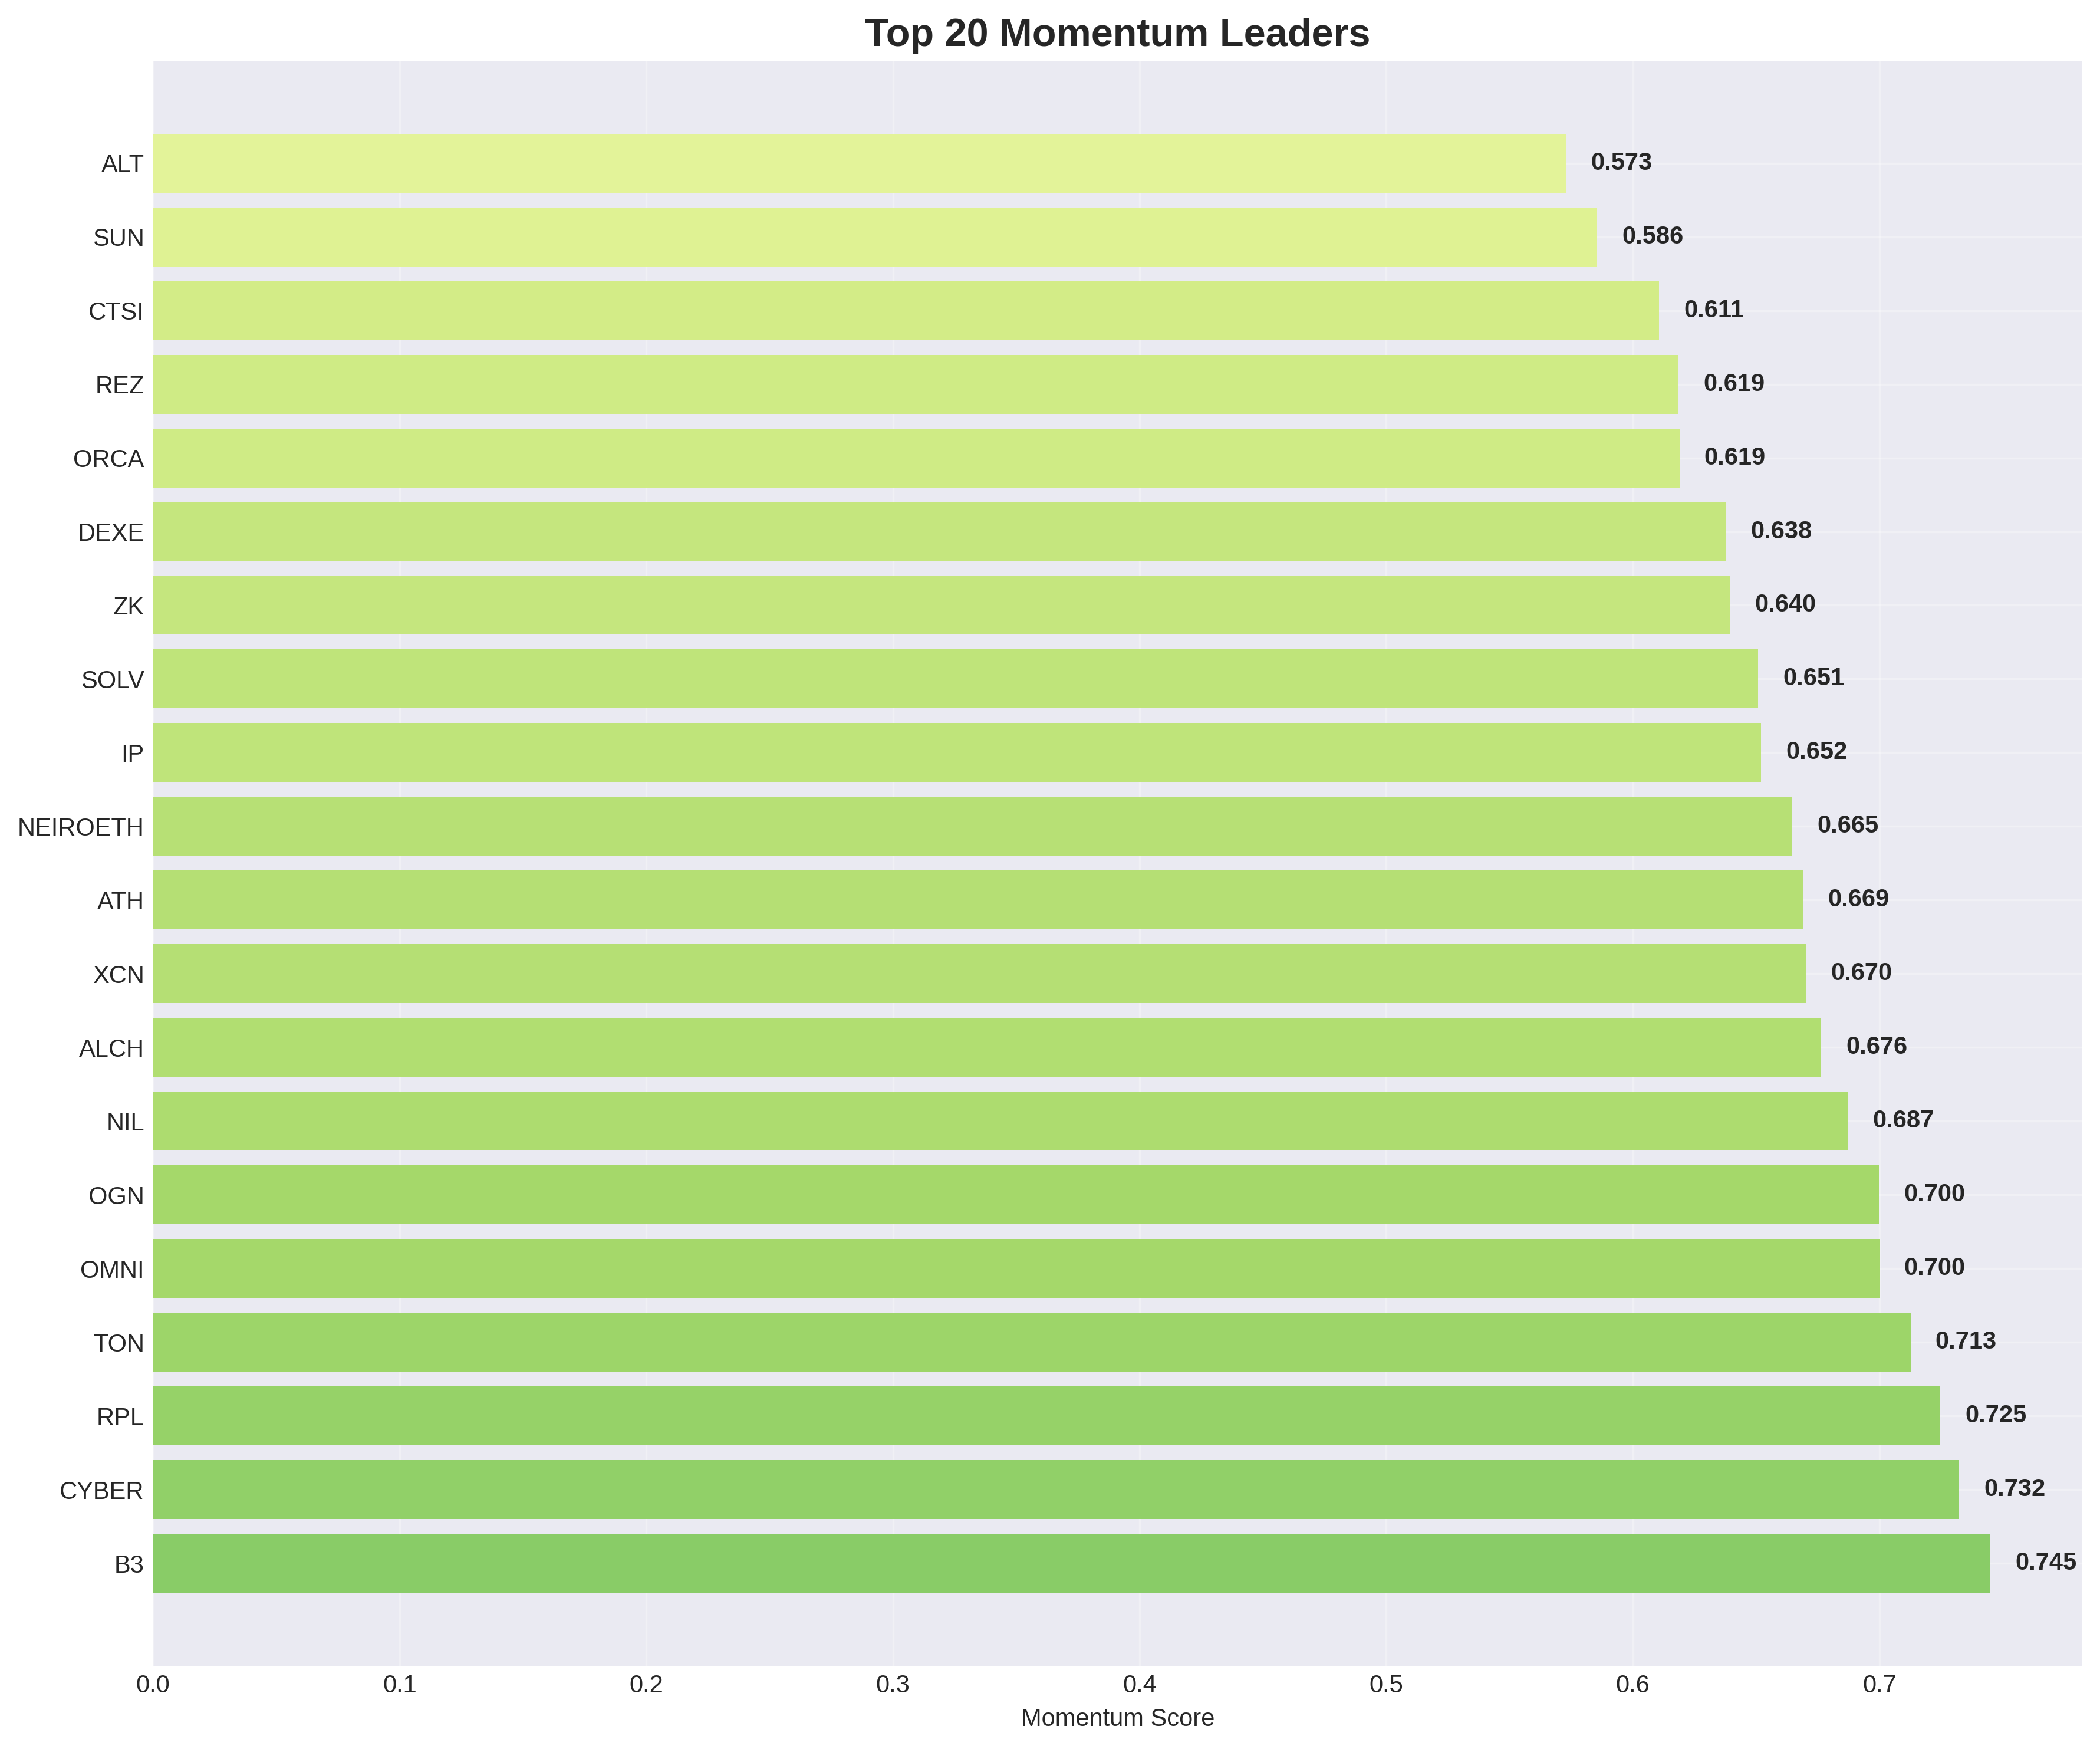 Top 20 Momentum Leaders
ALT 0.573
SUN 0.586
CTSI 0.611
REZ 0.619
ORCA 0.619
DEXE 0.638
ZK 0.640
SOLV 0.651
IP 0.652
NEIROETH 0.665
ATH 0.669
XCN 0.670
ALCH 0.676
NIL 0.687
OGN 0.700
OMNI 0.700
TON 0.713
RPL 0.725
CYBER 0.732
B3 0.745
0.0 0.1 0.2 0.3 0.4 0.5 0.6 0.7
Momentum Score